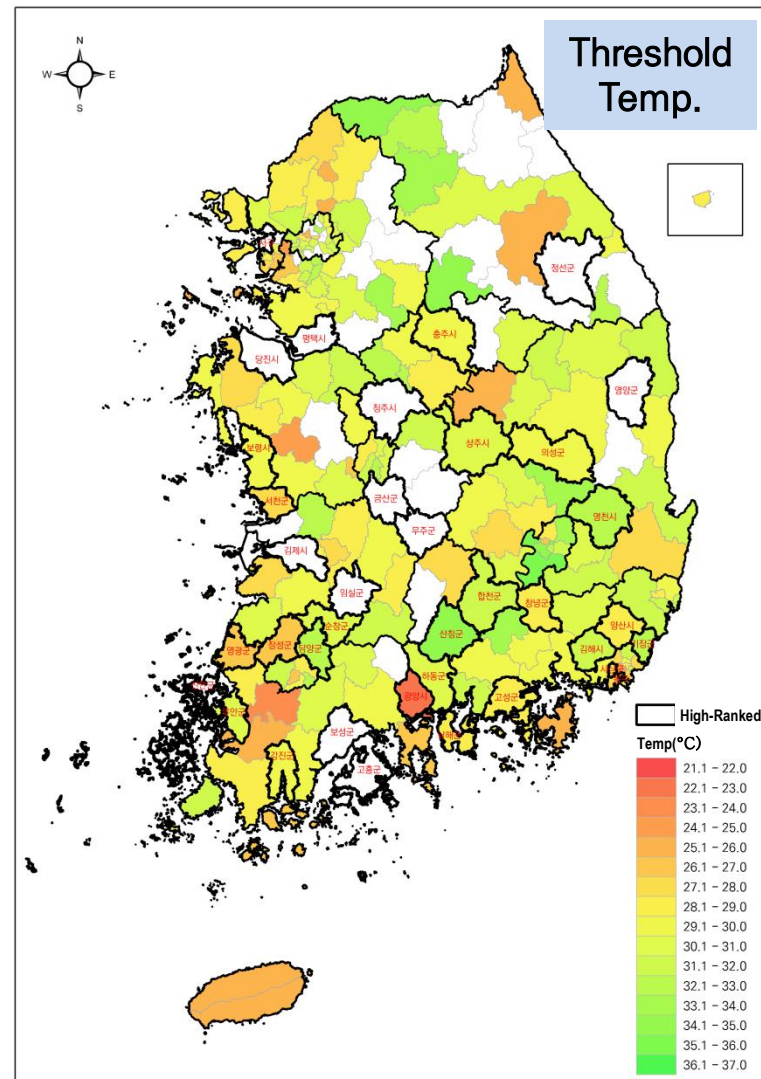 Threshold
Temp.
N
W
E
S
정선군
충주시
평택시
당진시
영양군
청주시
상주시
의성군
보령시
서천군
금산군
영천시
무주군
김제시
임실군
합천군
창녕군
양산시
순창군
산청군
김해시
기장군
영광군
장성군
담양군
하동군
고성군
광양시
보성군
강진군
고흥군
High-Ranked
Temp(°C)
21.1 - 22.0
22.1 - 23.0
23.1 - 24.0
24.1 - 25.0
25.1 - 26.0
26.1 - 27.0
27.1 - 28.0
28.1 - 29.0
29.1 - 30.0
30.1 - 31.0
31.1 - 32.0
32.1 - 33.0
33.1 - 34.0
34.1 - 35.0
35.1 - 36.0
36.1 - 37.0